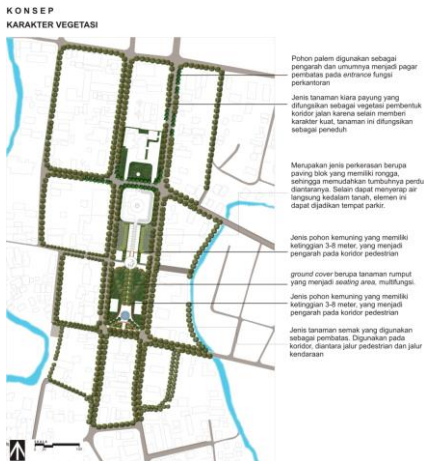 KONSEP
KARAKTER VEGETASI
Pohon palem digunakan sebagai
pengarah dan umumnya menjadi pagar
pembatas pada entrance fungsi
perkantoran
Jenis tanaman kiara payung yang
difungsikan sebagai vegetasi pembentuk
koridor jalan karena selain memberi
karakter kuat, tanaman ini difungsikan
sebagai peneduh
Merupakan jenis perkerasan berupa
paving blok yang memiliki rongga,
sehingga memudahkan tumbuhnya perdu
diantaranya. Selain dapat menyerap air
langsung kedalam tanah, elemen ini
dapat dijadikan tempat parkir.
Jenis pohon kemuning yang memiliki
ketinggian 3-8 meter, yang menjadi
pengarah pada koridor pedestrian
ground cover berupa tanaman rumput
yang menjadi seating area, multifungsi.
Jenis pohon kemuning yang memiliki
ketinggian 3-8 meter, yang menjadi
pengarah pada koridor pedestrian
Jenis tanaman semak yang digunakan
sebagai pembatas. Digunakan pada
koridor, diantara jalur pedestrian dan jalur
kendaraan